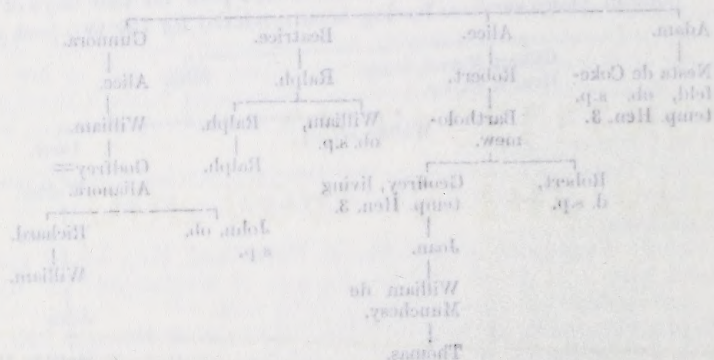 Adam. Alice. Beatrice. Gunnora.
Nesta de Coke- Robert. Ralph. Alice.
feld, ob. s.p.
temp Hen. 3. Bartholo- William, Ralph. William.
mew. ob. s.p.
Ralph. Godfrey==
Robert, Geoffrey, living Alianora.
d. s.p. temp. Hen. 3.
John, ob. Richard.
s.p.
Joan.
William.
William de
Munchesy.
Thomas.